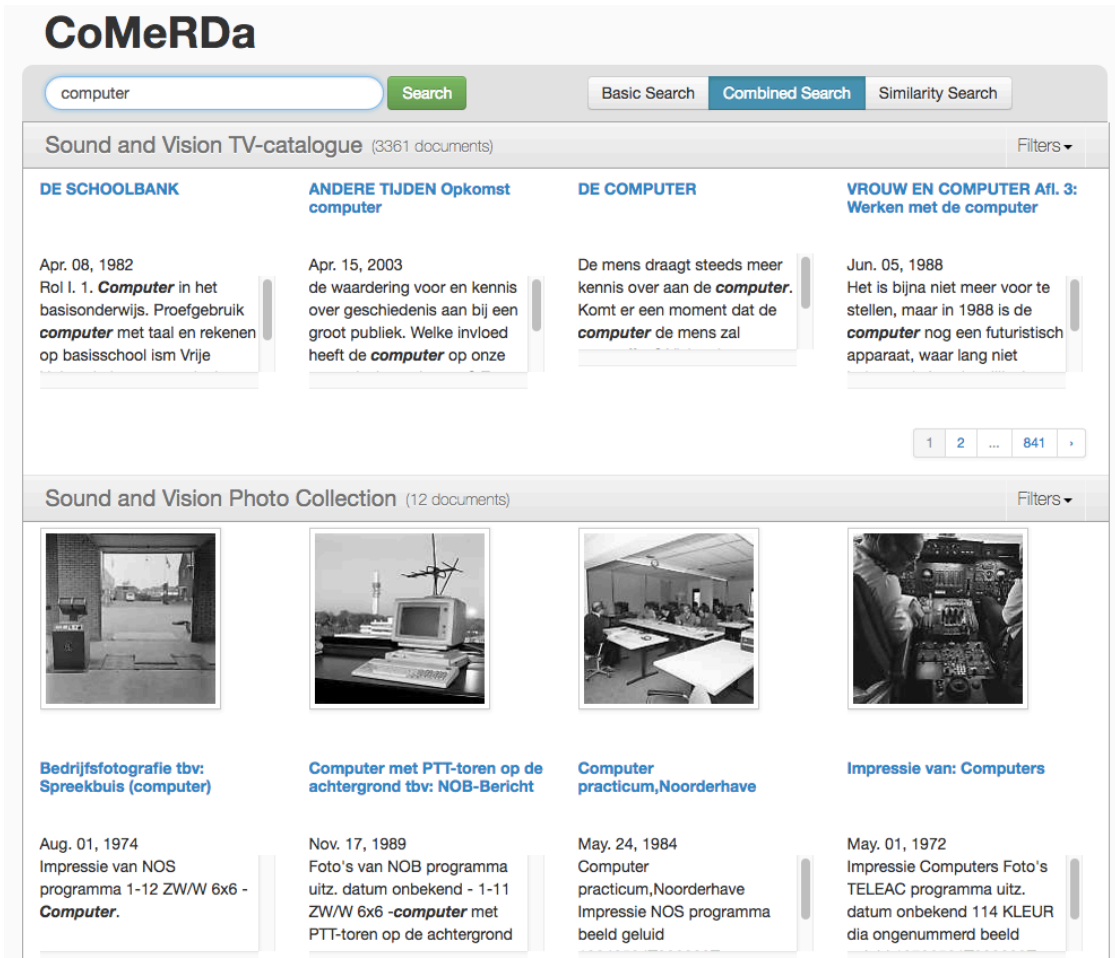 CoMeRDa
computer
Search
Basic Search
Combined Search
Similarity Search
Sound and Vision TV-catalogue (3361 documents)
Filters
DE SCHOOLBANK
Apr. 08, 1982
Rol I. 1. Computer in het
basisonderwijs. Proefgebruik
computer met taal en rekenen
op basisschool ism Vrije
ANDERE TIJDEN Opkomst
computer
Apr. 15, 2003
de waardering voor en kennis
over geschiedenis aan bij een
groot publiek. Welke invloed
heeft de computer op onze
DE COMPUTER
De mens draagt steeds meer
kennis over aan de computer.
Komt er een moment dat de
computer de mens zal
VROUW EN COMPUTER Afl. 3:
Werken met de computer
Jun. 05, 1988
Het is bijna niet meer voor te
stellen, maar in 1988 is de
computer nog een futuristisch
apparaat, waar lang niet
1 2 ... 841 ›
Sound and Vision Photo Collection (12 documents)
Filters
Bedrijfsfotografie tbv:
Spreekbuis (computer)
Aug. 01, 1974
Impressie van NOS
programma 1-12 ZW/W 6x6 -
Computer.
Computer met PTT-toren op de
achtergrond tbv: NOB-Bericht
Nov. 17, 1989
Foto's van NOB programma
uitz. datum onbekend - 1-11
ZW/W 6x6 -computer met
PTT-toren op de achtergrond
Computer
practicum,Noorderhave
May. 24, 1984
Computer
practicum,Noorderhave
Impressie NOS programma
beeld geluid
Impressie van: Computers
May. 01, 1972
Impressie Computers Foto's
TELEAC programma uitz.
datum onbekend 114 KLEUR
dia ongenummerd beeld